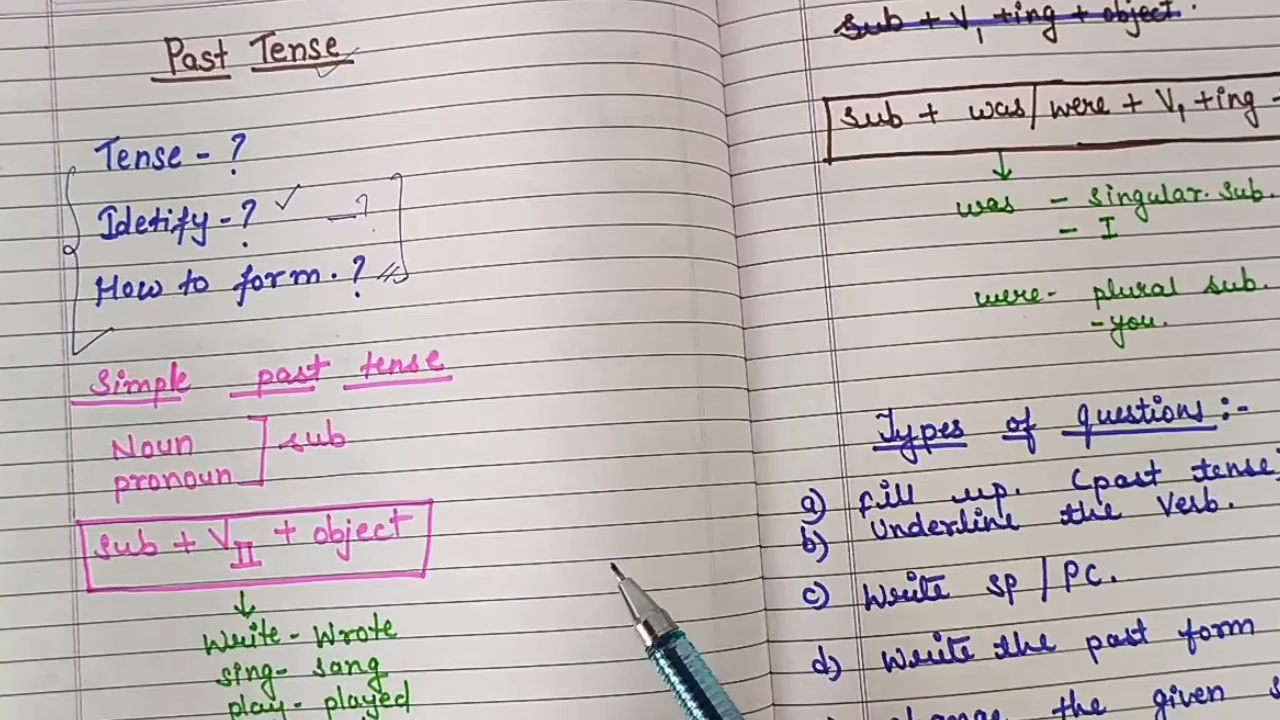 Past Tense
Tense - ?
Idetify - ? ✓ — ?
How to form. ?
Simple past tense
Noun
pronoun
sub
sub + VII + object
↓
Write - Wrote
sing - sang
play - played
sub + V1 + ing + object.
sub + was/were + V1 + ing +
↓
was - singular sub.
- I
were - plural sub.
- you.
Types of questions :-
a) fill up. (past tense)
b) Underline the Verb.
c) Write SP / PC.
d) Write the past form
the given